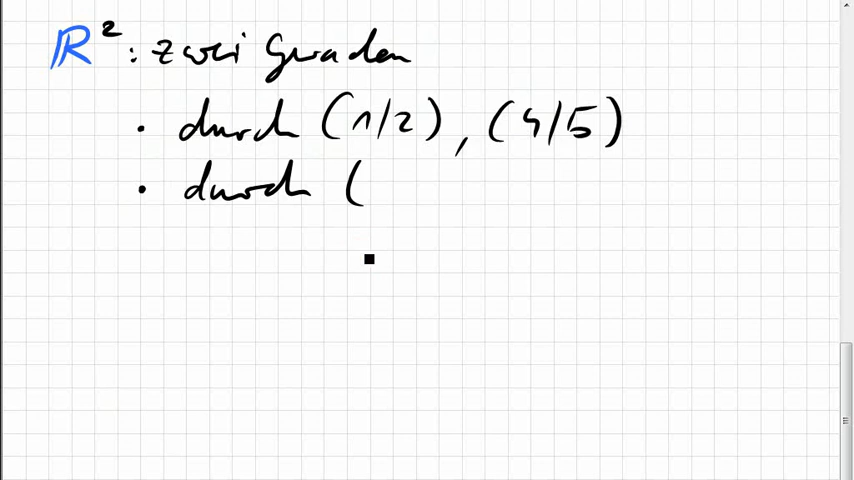 ℝ²: zwei Geraden
· durch (1/2), (4/5)
· durch (